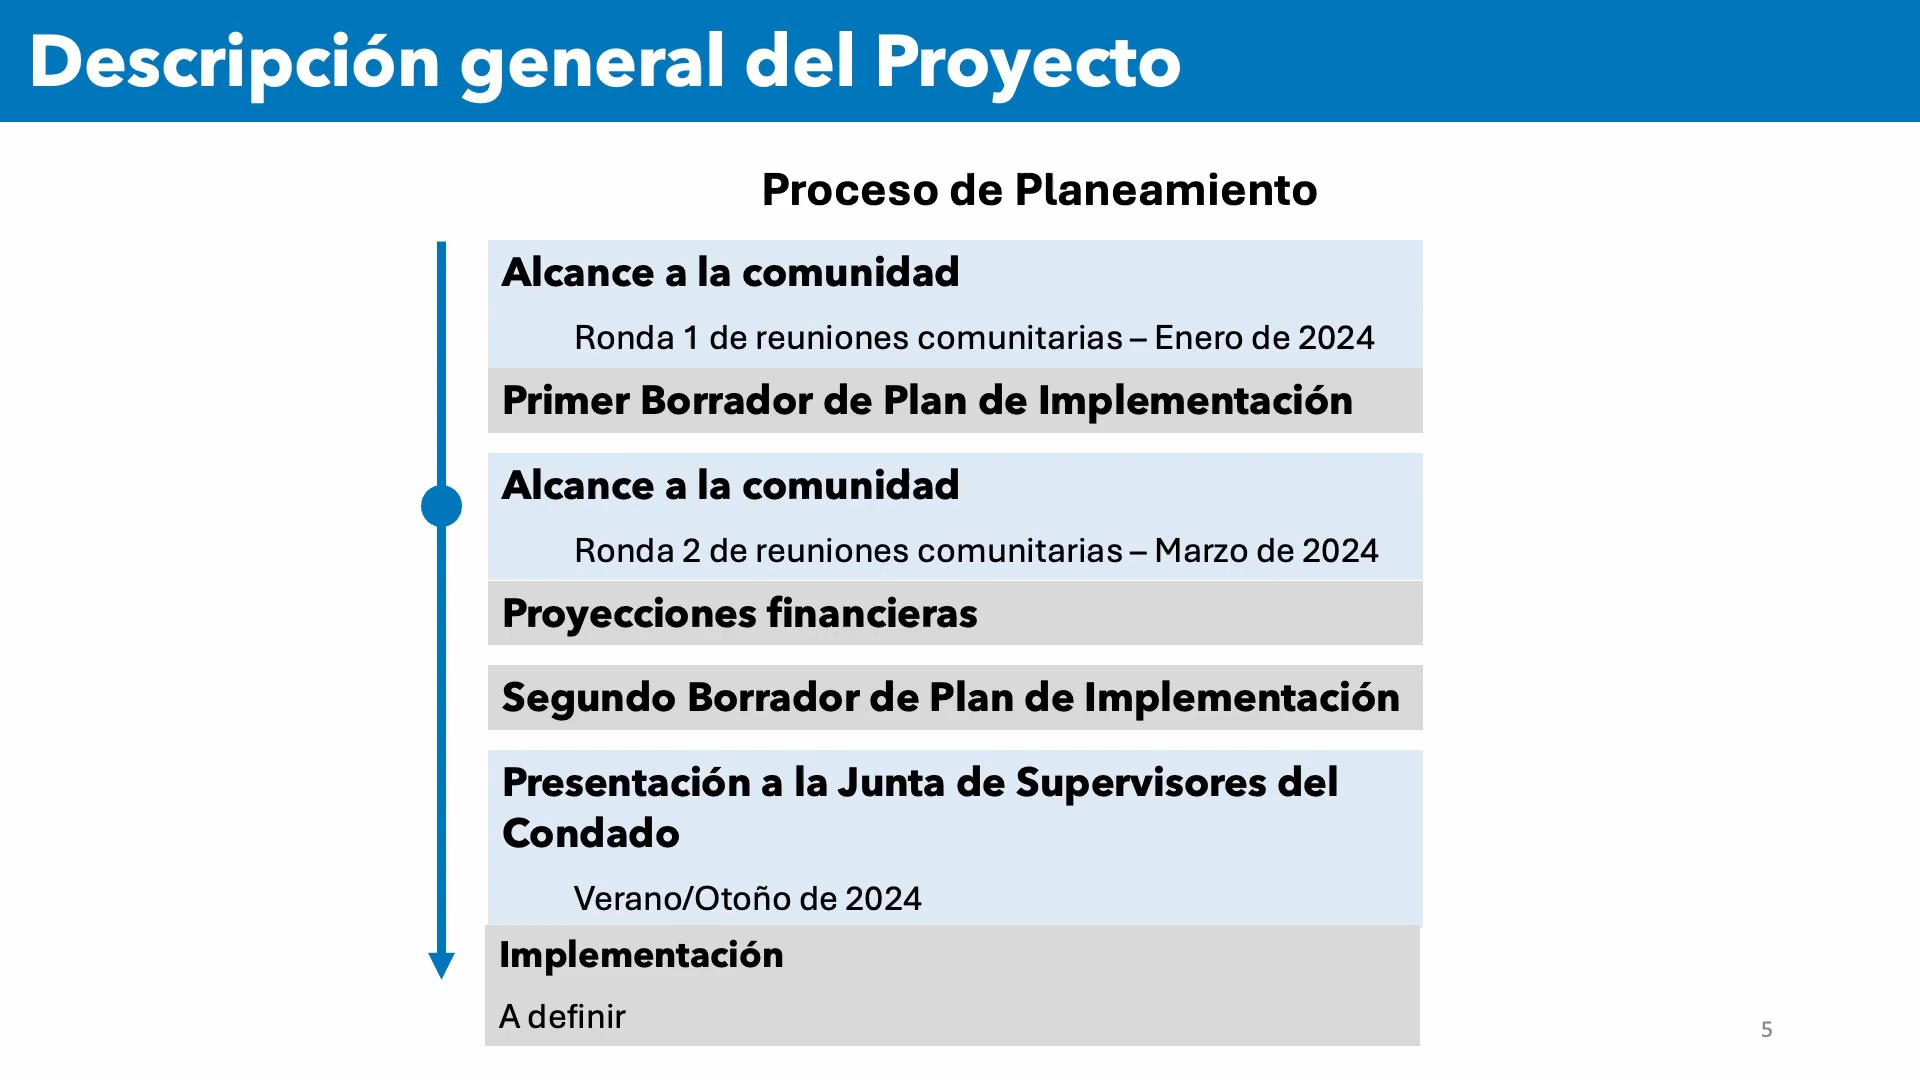 Descripción general del Proyecto
Proceso de Planeamiento
Alcance a la comunidad
Ronda 1 de reuniones comunitarias – Enero de 2024
Primer Borrador de Plan de Implementación
Alcance a la comunidad
Ronda 2 de reuniones comunitarias – Marzo de 2024
Proyecciones financieras
Segundo Borrador de Plan de Implementación
Presentación a la Junta de Supervisores del
Condado
Verano/Otoño de 2024
Implementación
A definir
5